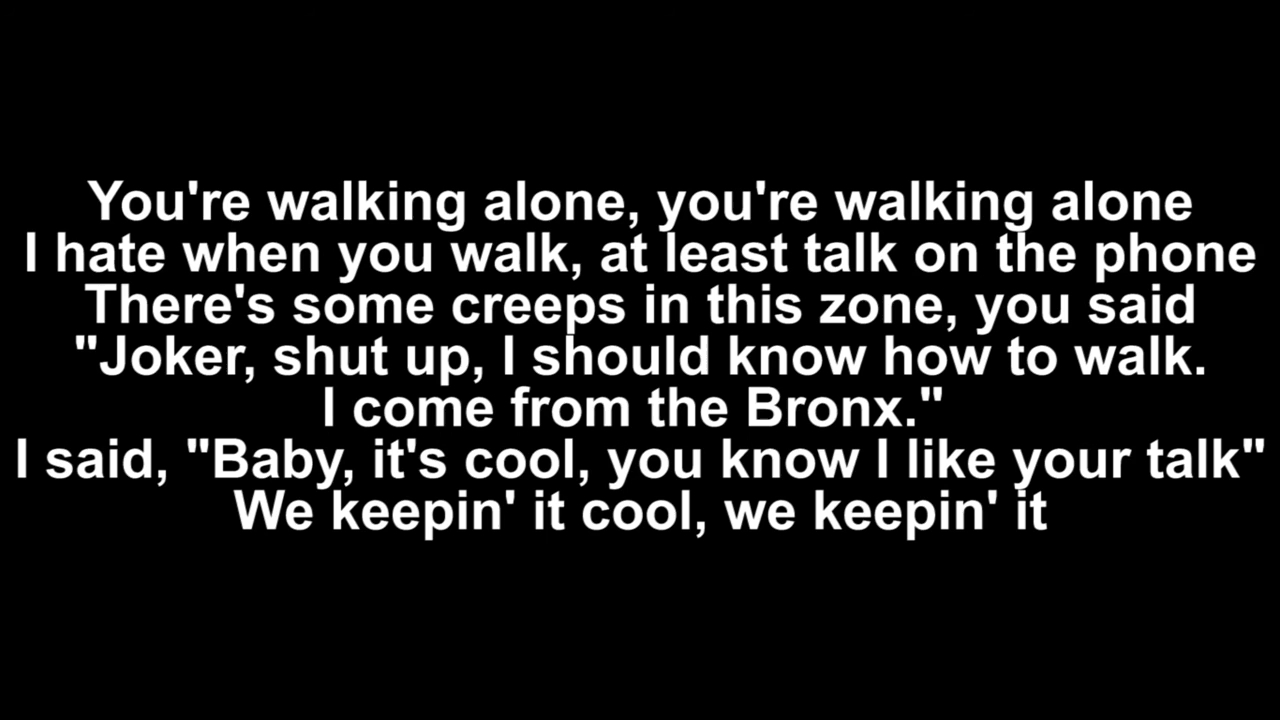 You're walking alone, you're walking alone
I hate when you walk, at least talk on the phone
There's some creeps in this zone, you said
"Joker, shut up, I should know how to walk.
I come from the Bronx."
I said, "Baby, it's cool, you know I like your talk"
We keepin' it cool, we keepin' it